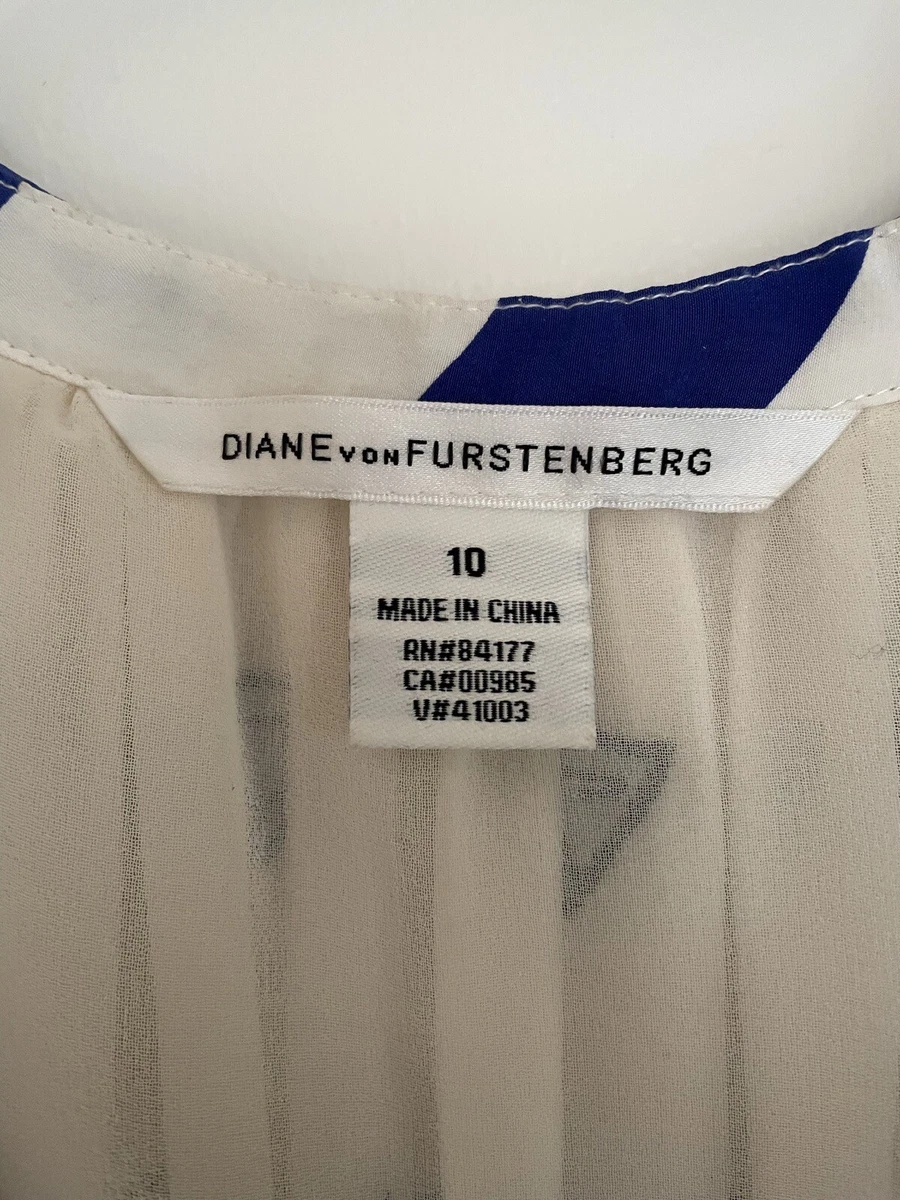 DIANE VON FURSTENBERG
10
MADE IN CHINA
RN#84177
CA#00985
V#41003